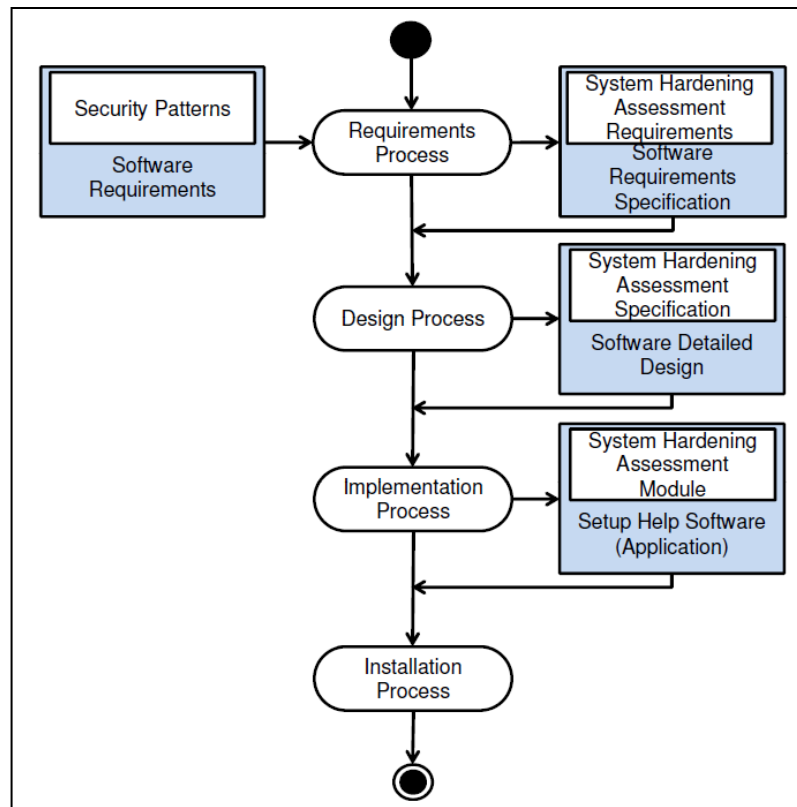 Security Patterns
Software
Requirements
Requirements
Process
System Hardening
Assessment
Requirements
Software
Requirements
Specification
Design Process
System Hardening
Assessment
Specification
Software Detailed
Design
Implementation
Process
System Hardening
Assessment
Module
Setup Help Software
(Application)
Installation
Process